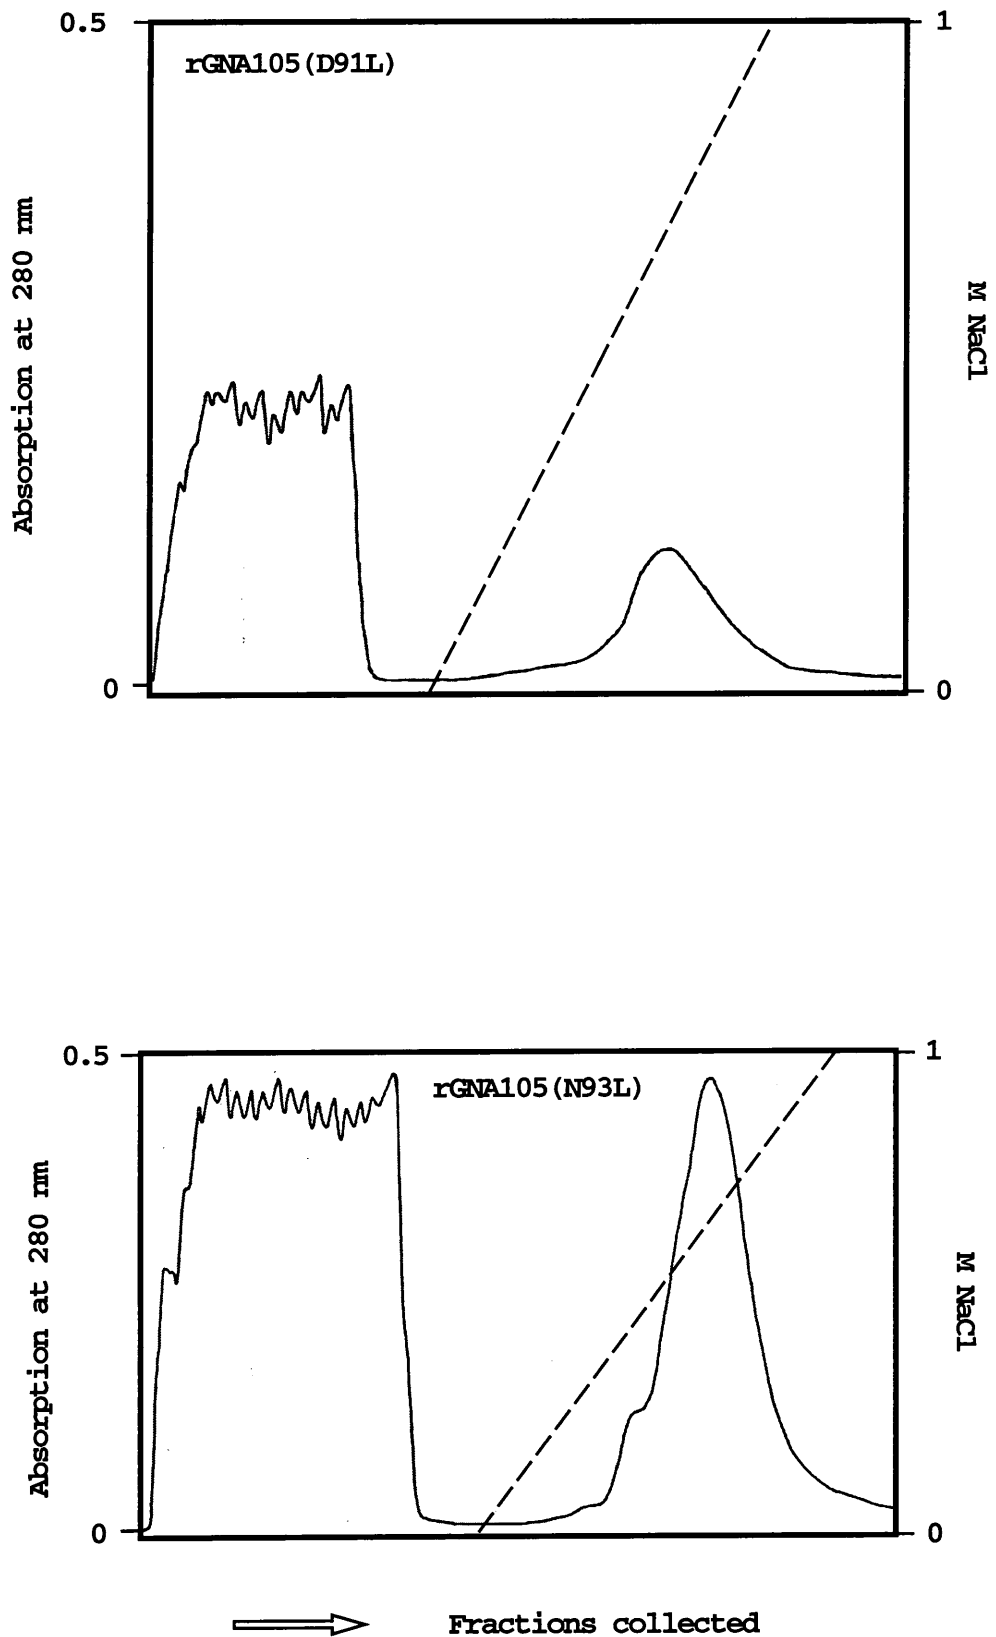 0.5
1
rGNA105(D91L)
Absorption at 280 nm
M NaCl
0
0
0.5
1
rGNA105(N93L)
Absorption at 280 nm
M NaCl
0
0
Fractions collected